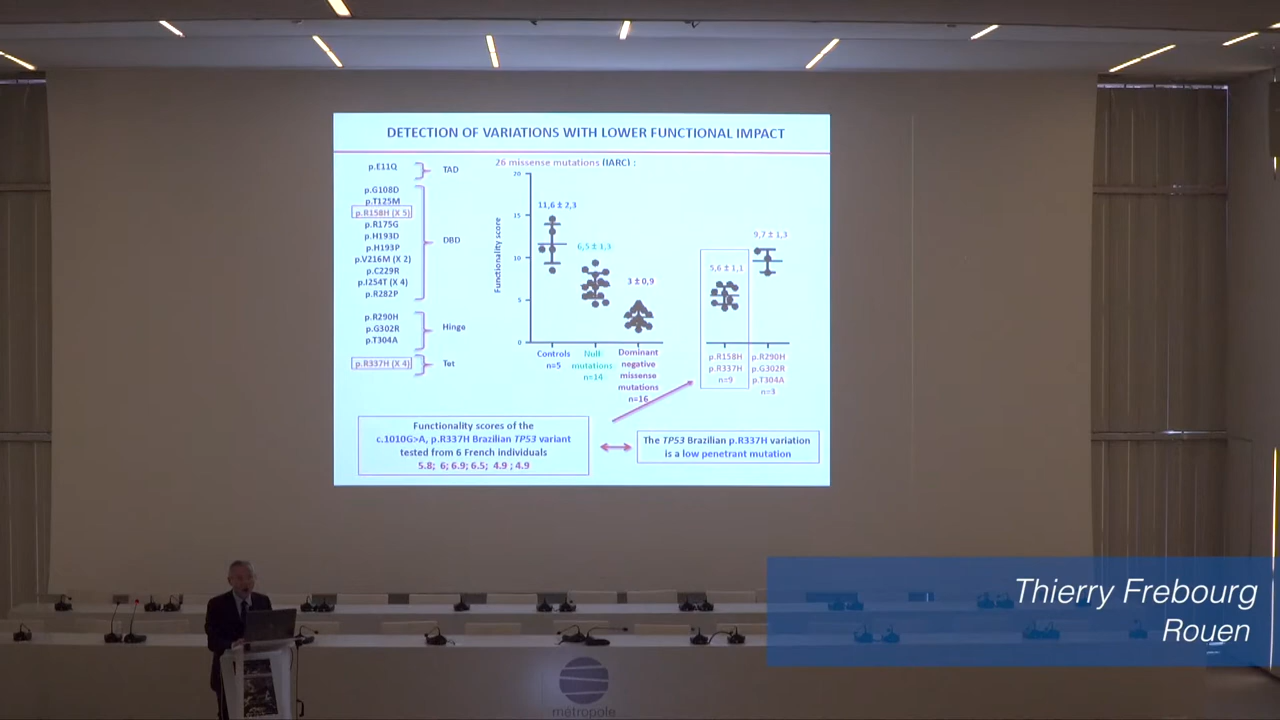 DETECTION OF VARIATIONS WITH LOWER FUNCTIONAL IMPACT
p.E11Q
TAD
p.G108D
p.T125M
p.R158H (X 5)
p.R175G
p.H193D
p.H193P
p.V216M (X 2)
p.C229R
p.I254T (X 4)
p.R282P
DBD
p.R290H
p.G302R
p.T304A
Hinge
p.R337H (X 4)
Tet
26 missense mutations (IARC) :
Functionality score
20
15
10
5
0
11,6 ± 2,3
6,5 ± 1,3
3 ± 0,9
5,6 ± 1,1
9,7 ± 1,3
Controls
n=5
Null
mutations
n=14
Dominant
negative
missense
mutations
n=16
p.R158H
p.R337H
n=9
p.R290H
p.G302R
p.T304A
n=3
Functionality scores of the
c.1010G>A, p.R337H Brazilian TP53 variant
tested from 6 French individuals
5.8; 6; 6.9; 6.5; 4.9 ; 4.9
The TP53 Brazilian p.R337H variation
is a low penetrant mutation
Thierry Frebourg
Rouen
métropole